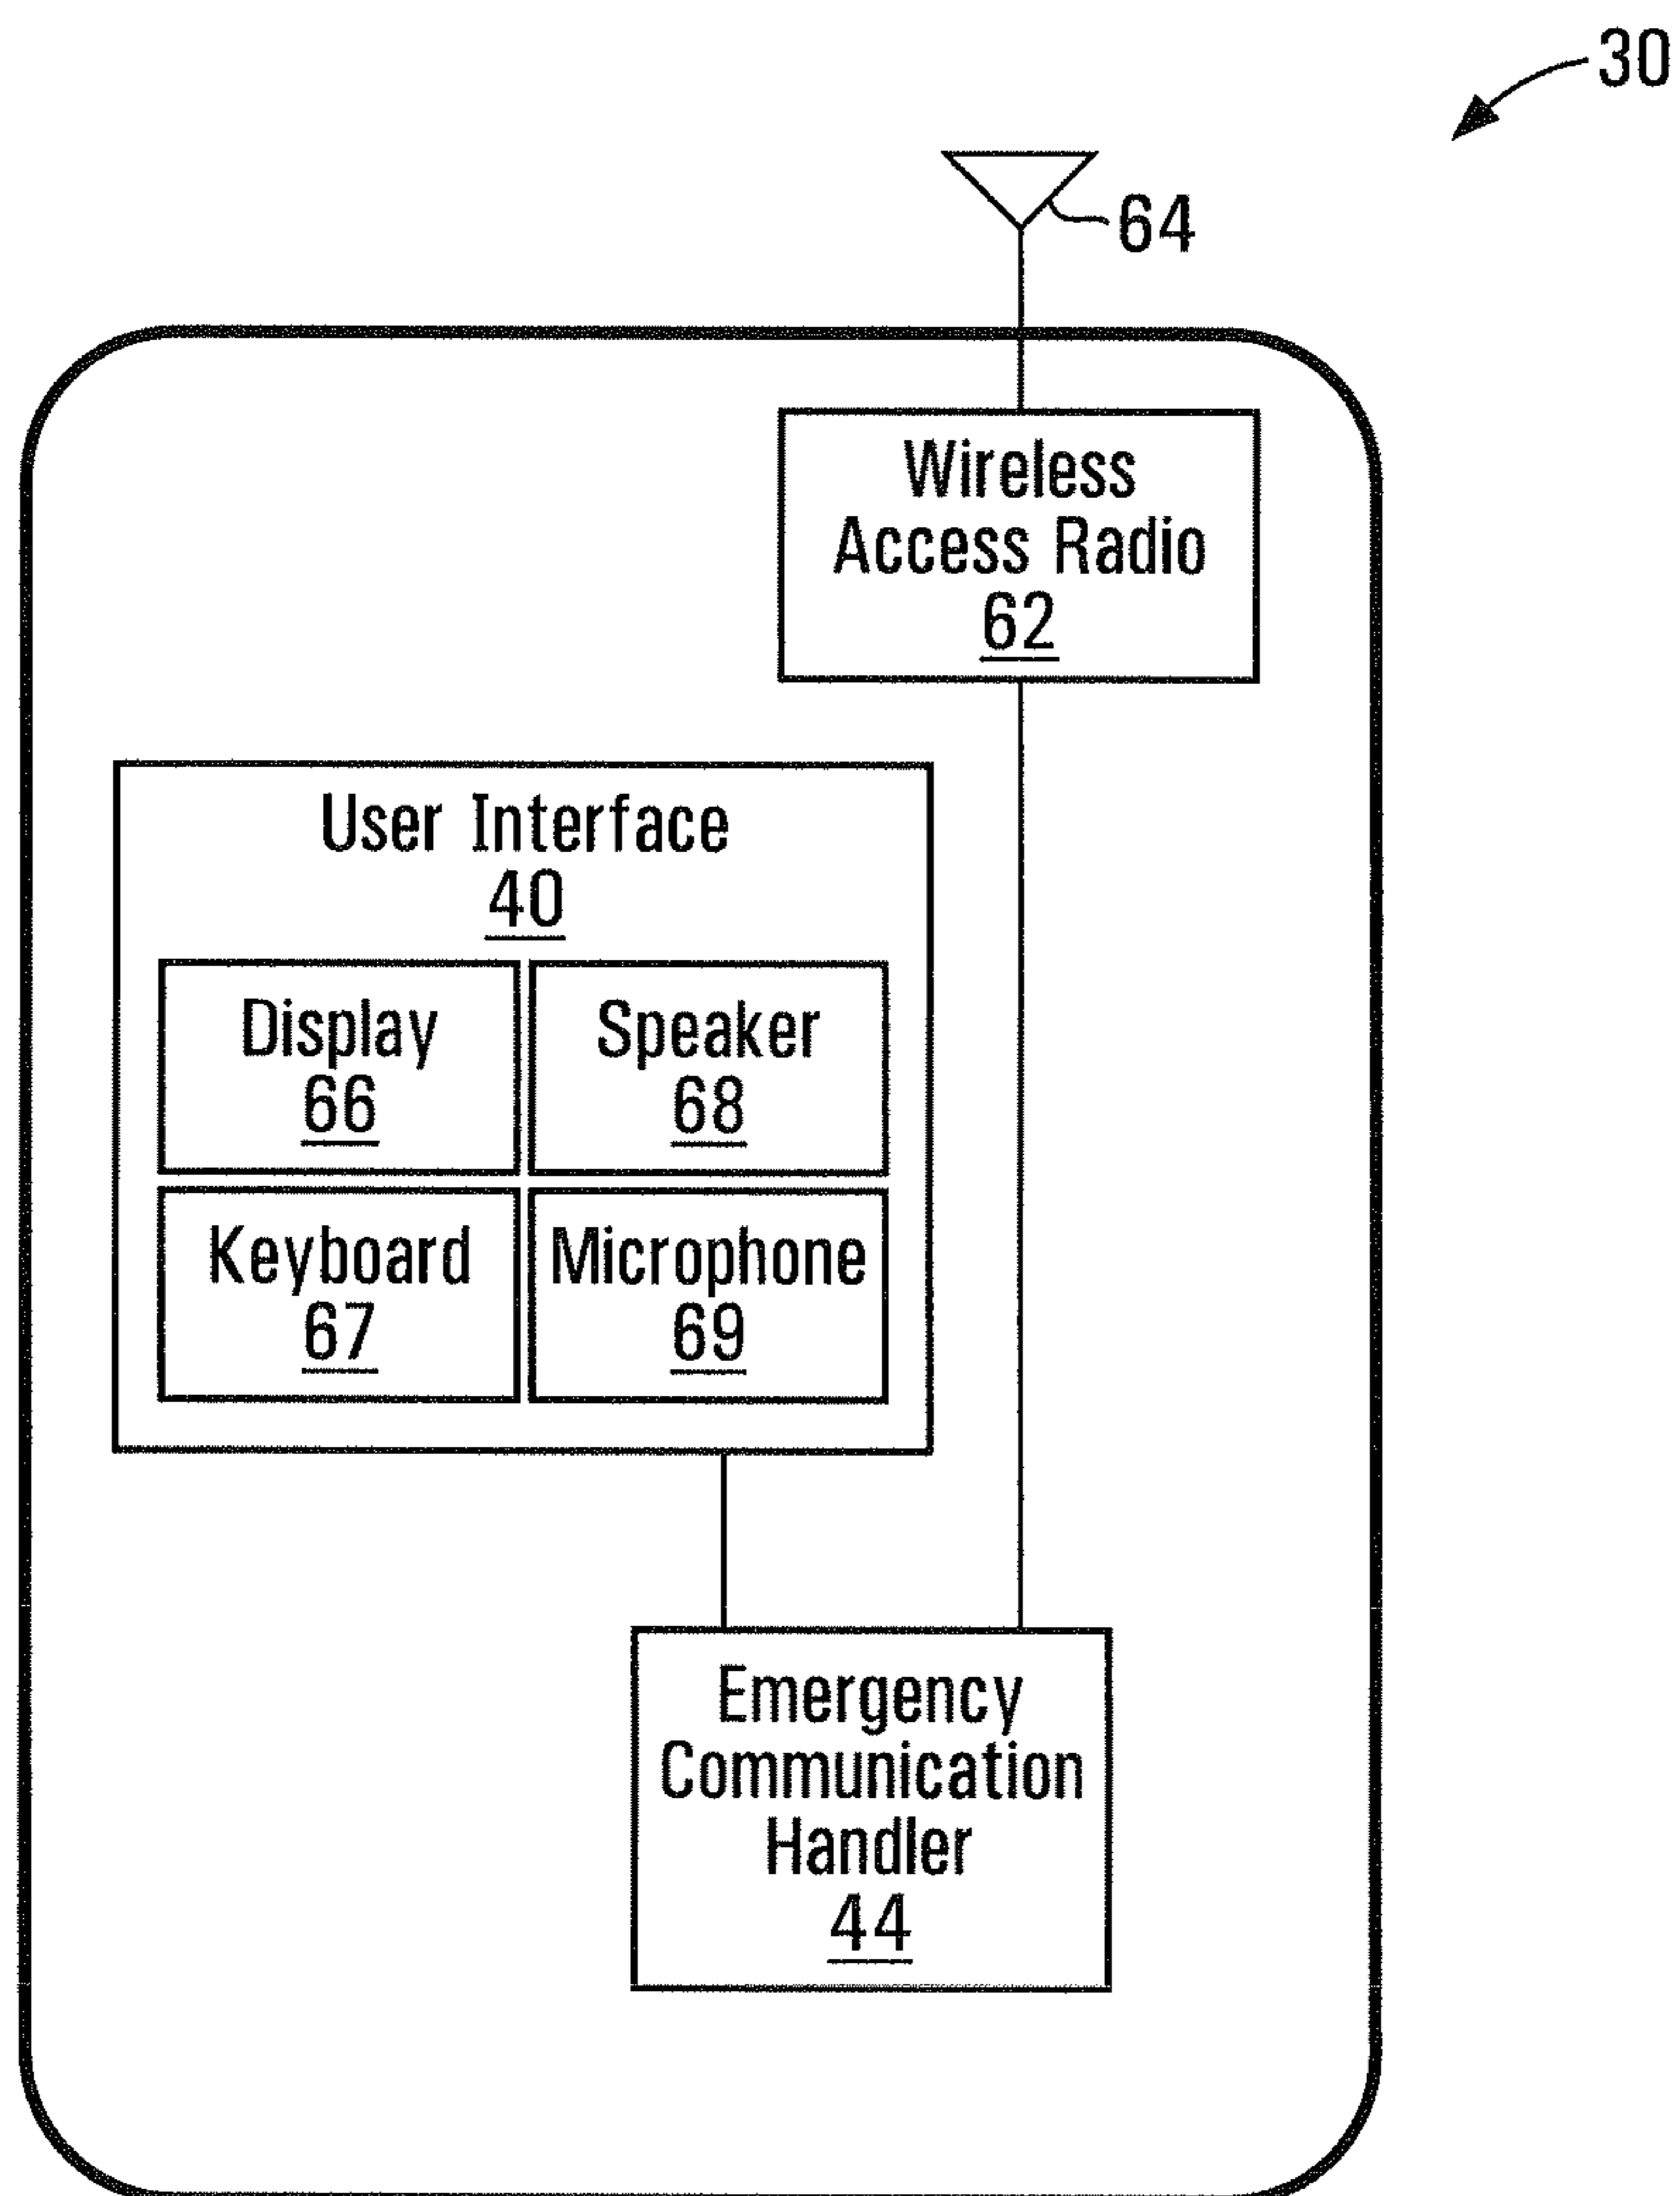 30
64
Wireless
Access Radio
62
User Interface
40
Display
66
Speaker
68
Keyboard
67
Microphone
69
Emergency
Communication
Handler
44